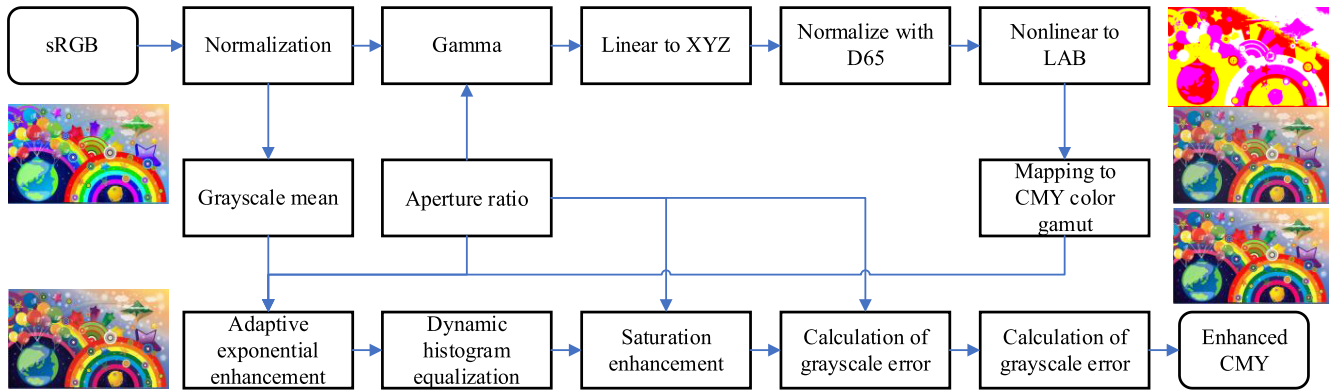 sRGB
Normalization
Gamma
Linear to XYZ
Normalize with
D65
Nonlinear to
LAB
Grayscale mean
Aperture ratio
Mapping to
CMY color
gamut
Adaptive
exponential
enhancement
Dynamic
histogram
equalization
Saturation
enhancement
Calculation of
grayscale error
Calculation of
grayscale error
Enhanced
CMY